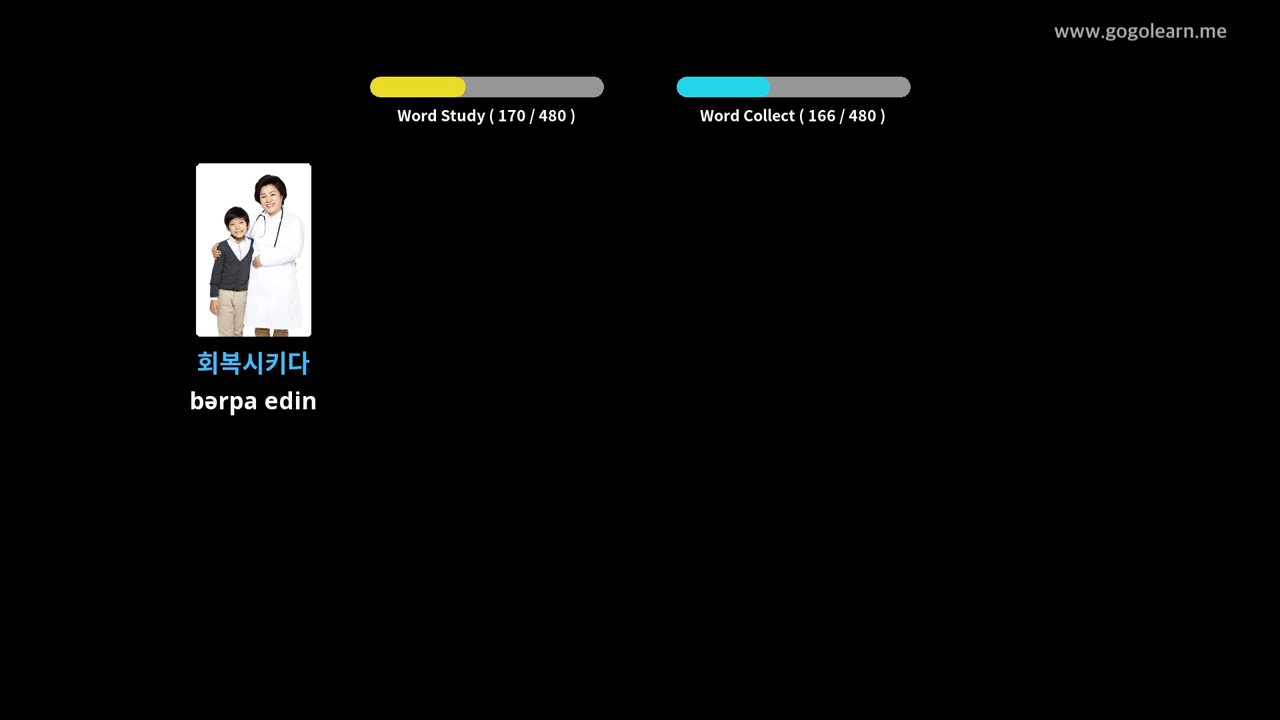 www.gogolearn.me
Word Study ( 170 / 480 )
Word Collect ( 166 / 480 )
회복시키다
bərpa edin